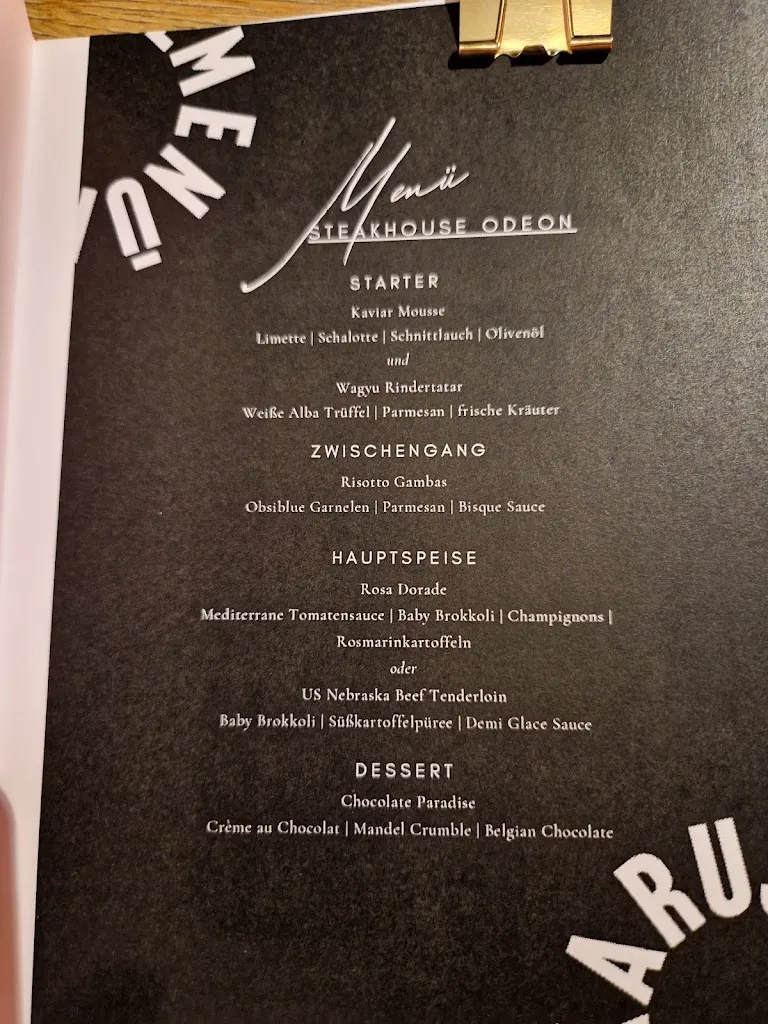 MENÜ
Menü
STEAKHOUSE ODEON
STARTER
Kaviar Mousse
Limette | Schalotte | Schnittlauch | Olivenöl
und
Wagyu Rindertatar
Weiße Alba Trüffel | Parmesan | frische Kräuter
ZWISCHENGANG
Risotto Gambas
Obsiblue Garnelen | Parmesan | Bisque Sauce
HAUPTSPEISE
Rosa Dorade
Mediterrane Tomatensauce | Baby Brokkoli | Champignons |
Rosmarinkartoffeln
oder
US Nebraska Beef Tenderloin
Baby Brokkoli | Süßkartoffelpüree | Demi Glace Sauce
DESSERT
Chocolate Paradise
Crème au Chocolat | Mandel Crumble | Belgian Chocolate
ARU